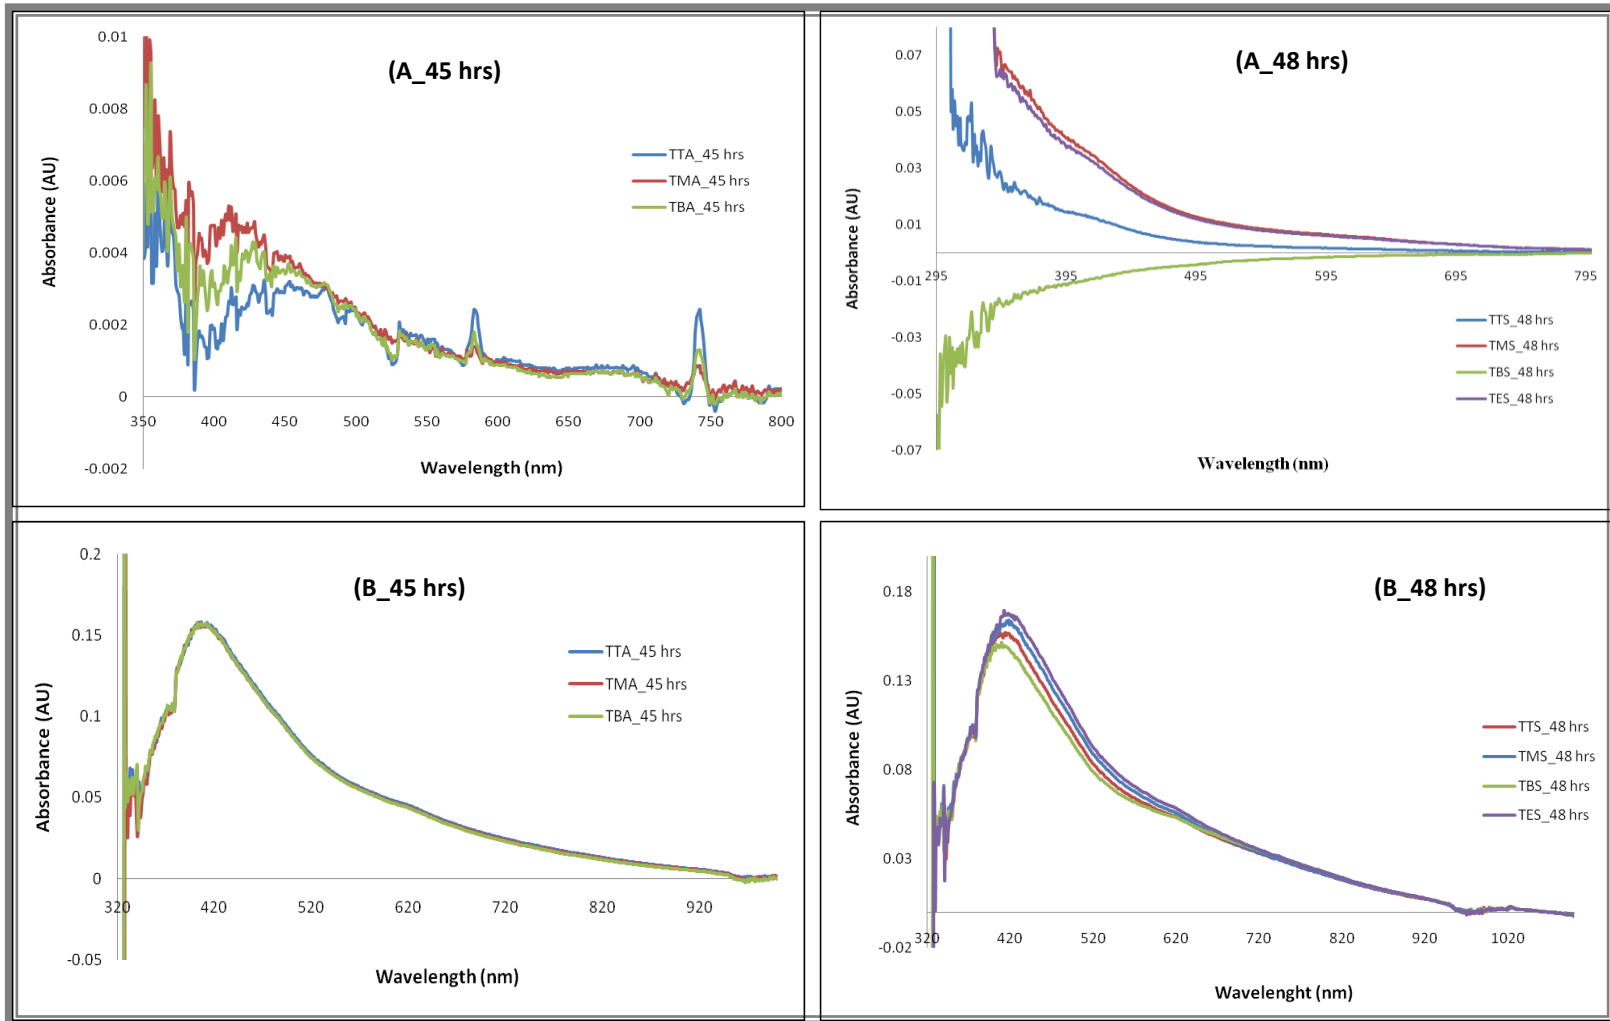 (A_45 hrs)
0.01
0.008
0.006
0.004
0.002
0
-0.002
Absorbance (AU)
350 400 450 500 550 600 650 700 750 800
Wavelength (nm)
TTA_45 hrs
TMA_45 hrs
TBA_45 hrs
(A_48 hrs)
0.07
0.05
0.03
0.01
-0.01
-0.03
-0.05
-0.07
Absorbance (AU)
295 395 495 595 695 795
Wavelength (nm)
TTS_48 hrs
TMS_48 hrs
TBS_48 hrs
TES_48 hrs
(B_45 hrs)
0.2
0.15
0.1
0.05
0
-0.05
Absorbance (AU)
320 420 520 620 720 820 920
Wavelength (nm)
TTA_45 hrs
TMA_45 hrs
TBA_45 hrs
(B_48 hrs)
0.18
0.13
0.08
0.03
-0.02
Absorbance (AU)
320 420 520 620 720 820 920 1020
Wavelenght (nm)
TTS_48 hrs
TMS_48 hrs
TBS_48 hrs
TES_48 hrs